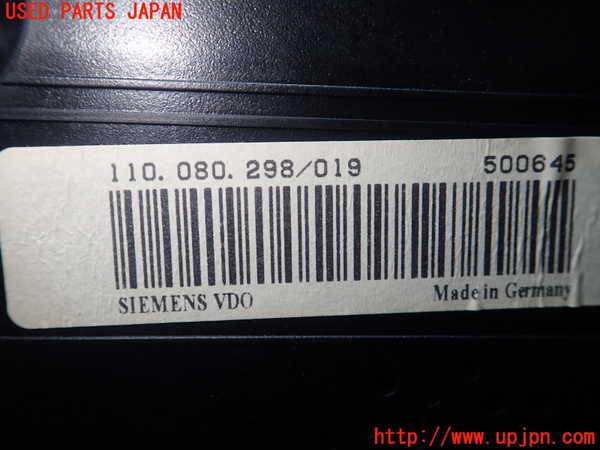 USED PARTS JAPAN
110.080.298/019 500645
SIEMENS VDO Made in Germany
http://www.upjpn.com/